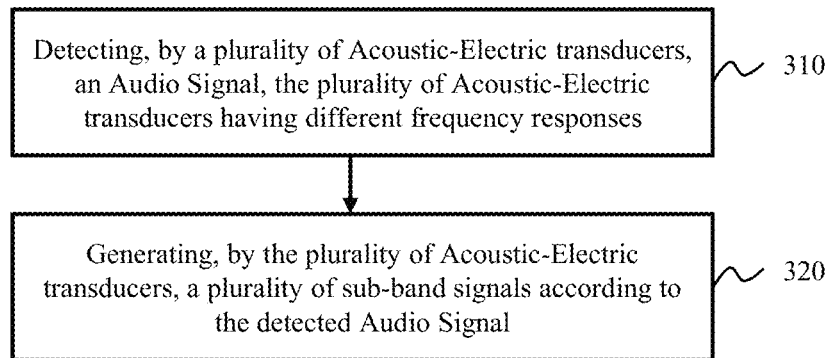 Detecting, by a plurality of Acoustic-Electric transducers,
an Audio Signal, the plurality of Acoustic-Electric
transducers having different frequency responses
310
Generating, by the plurality of Acoustic-Electric
transducers, a plurality of sub-band signals according to
the detected Audio Signal
320